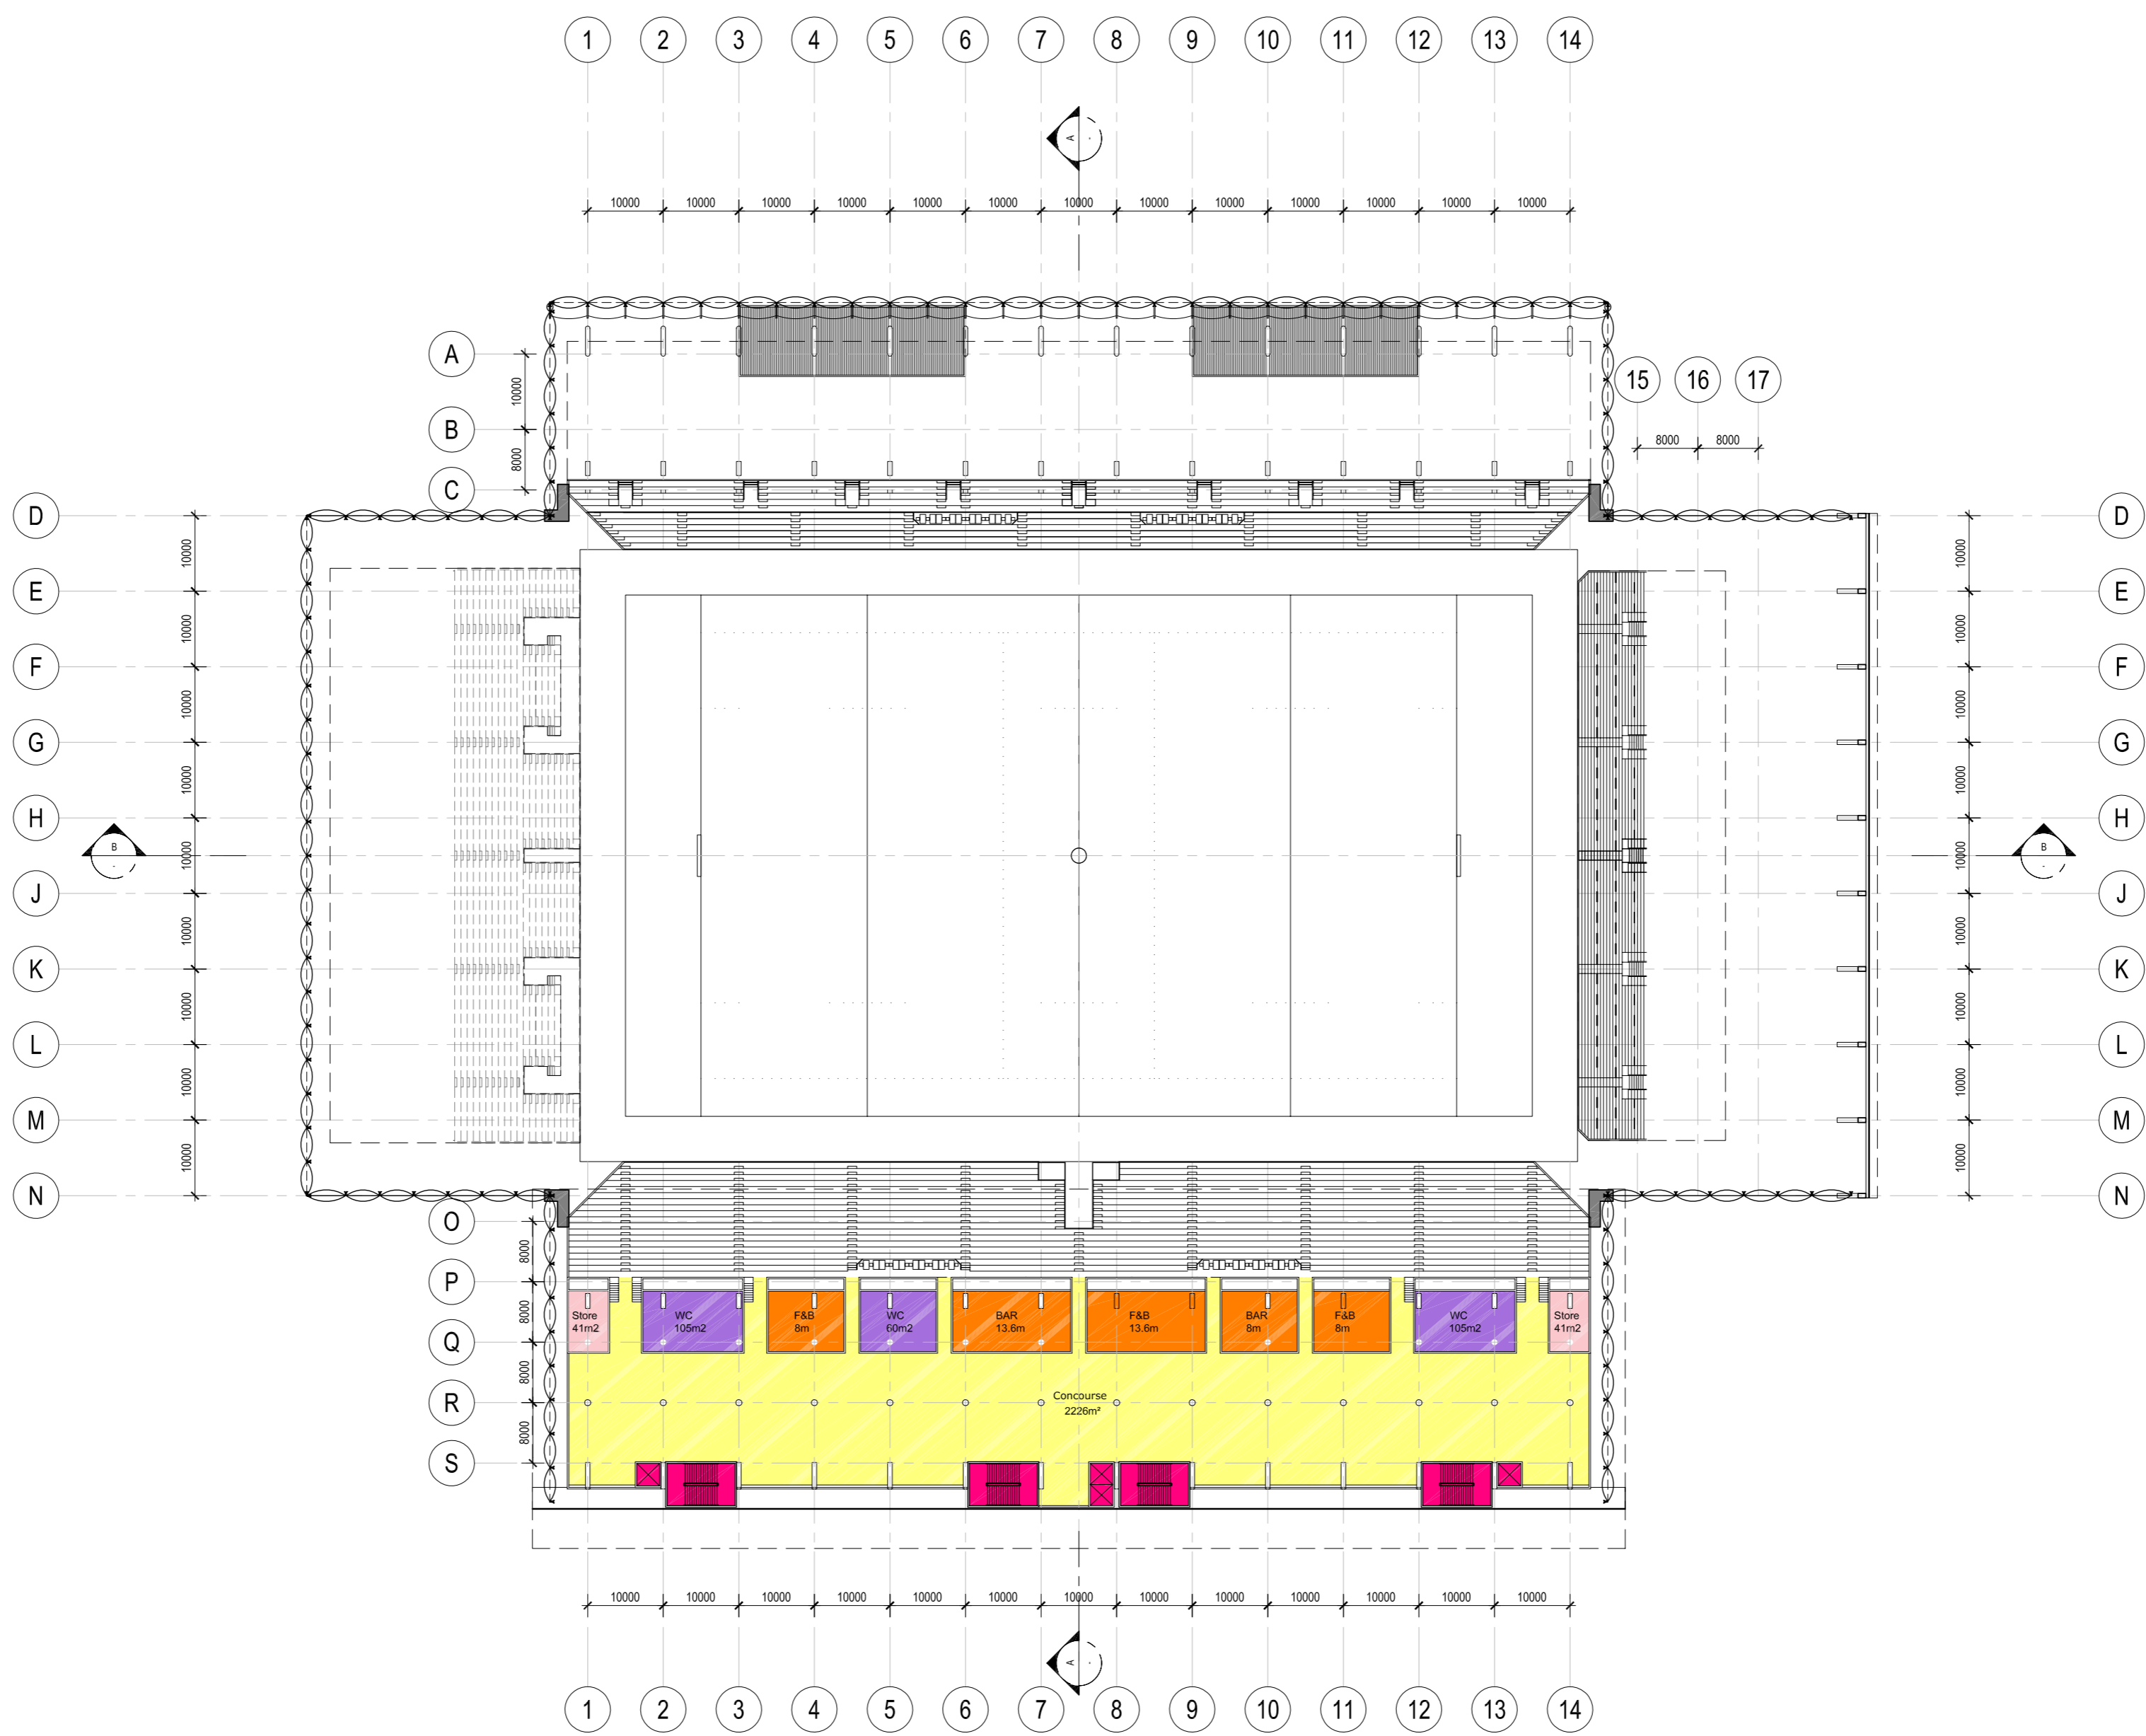 1 2 3 4 5 6 7 8 9 10 11 12 13 14
A
10000 10000 10000 10000 10000 10000 10000 10000 10000 10000 10000 10000 10000
A
10000
B
8000
C
15 16 17
8000 8000
D D
10000 10000
E E
10000 10000
F F
10000 10000
G G
10000 10000
H H
B 10000 10000 B
J J
10000 10000
K K
10000 10000
L L
10000 10000
M M
10000 10000
N N
O
8000
P
8000
Q
8000
R
8000
S
Store
41m2
WC
105m2
F&B
8m
WC
60m2
BAR
13.6m
F&B
13.6m
BAR
8m
F&B
8m
WC
105m2
Store
41m2
Concourse
2226m²
10000 10000 10000 10000 10000 10000 10000 10000 10000 10000 10000 10000 10000
A
1 2 3 4 5 6 7 8 9 10 11 12 13 14